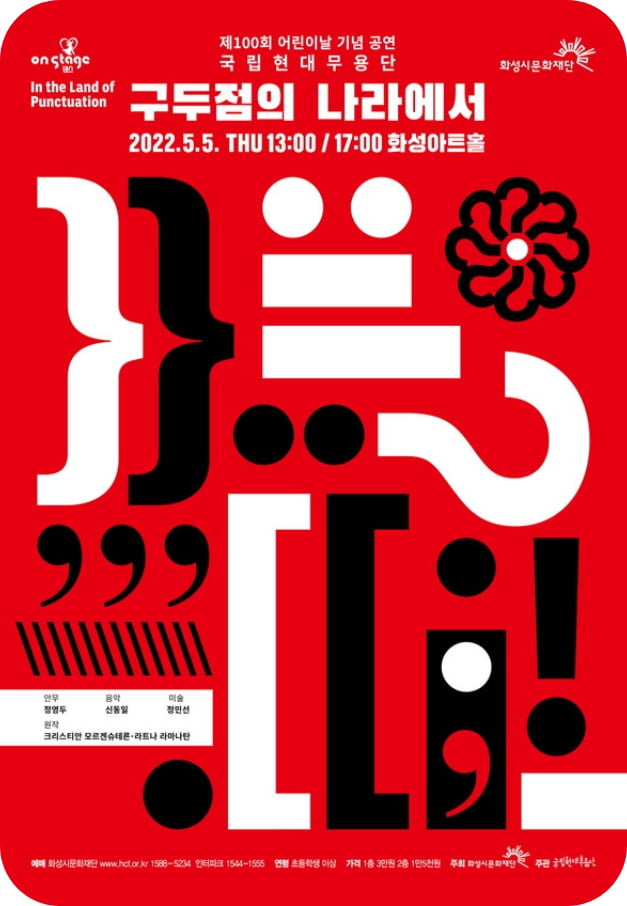 on stage
제100회 어린이날 기념 공연
국립현대무용단
화성시문화재단
In the Land of
Punctuation
구두점의 나라에서
2022.5.5. THU 13:00 / 17:00 화성아트홀
안무 음악 미술
정영두 신동일 정민선
원작
크리스티안 모르겐슈테른·라트나 라마나탄
예매 화성시문화재단 www.hcf.or.kr 1588-5234 인터파크 1544-1555 연령 초등학생 이상 가격 1층 3만원 2층 1만5천원 주최 화성시문화재단 주관 국립현대무용단